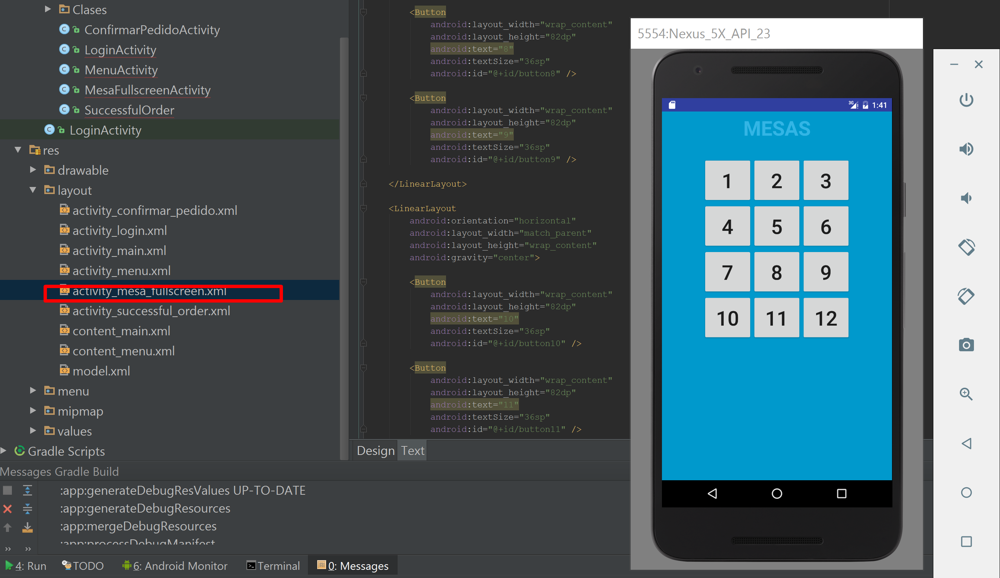 Clases
ConfirmarPedidoActivity
LoginActivity
MenuActivity
MesaFullscreenActivity
SuccessfulOrder
LoginActivity
res
drawable
layout
activity_confirmar_pedido.xml
activity_login.xml
activity_main.xml
activity_menu.xml
activity_mesa_fullscreen.xml
activity_successful_order.xml
content_main.xml
content_menu.xml
model.xml
menu
mipmap
values
Gradle Scripts
<Button
android:layout_width="wrap_content"
android:layout_height="82dp"
android:text="8"
android:textSize="36sp"
android:id="@+id/button8" />
<Button
android:layout_width="wrap_content"
android:layout_height="82dp"
android:text="9"
android:textSize="36sp"
android:id="@+id/button9" />
</LinearLayout>
<LinearLayout
android:orientation="horizontal"
android:layout_width="match_parent"
android:layout_height="wrap_content"
android:gravity="center">
<Button
android:layout_width="wrap_content"
android:layout_height="82dp"
android:text="10"
android:textSize="36sp"
android:id="@+id/button10" />
<Button
android:layout_width="wrap_content"
android:layout_height="82dp"
android:text="11"
android:textSize="36sp"
android:id="@+id/button11" />
Design Text
5554:Nexus_5X_API_23
3G 1:41
MESAS
1 2 3
4 5 6
7 8 9
10 11 12
Messages Gradle Build
:app:generateDebugResValues UP-TO-DATE
:app:generateDebugResources
:app:mergeDebugResources
:app:processDebugManifest
4: Run TODO 6: Android Monitor Terminal 0: Messages